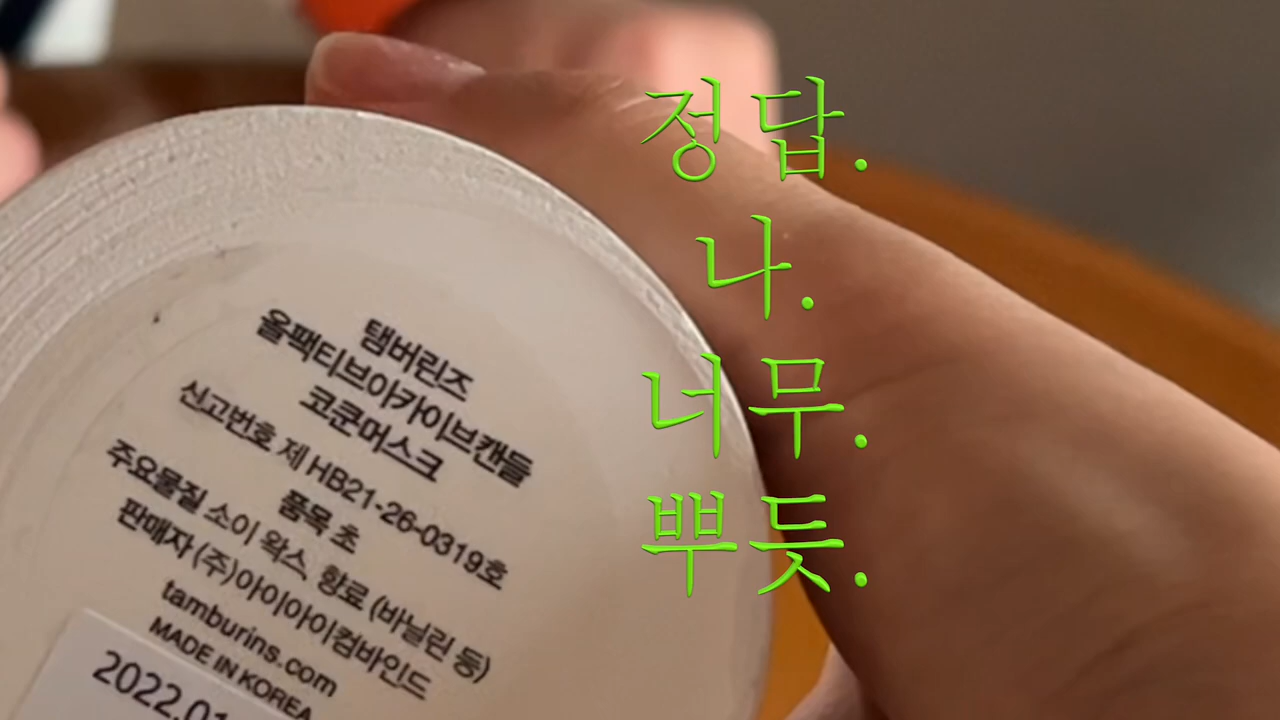 정답.
나.
너무.
뿌듯.
탬버린즈
올팩티브아카이브캔들
코쿤머스크
신고번호 제 HB21-26-0319호
품목 초
주요물질 소이 왁스, 향료 (바닐린 등)
판매자 (주)아이아이컴바인드
tamburins.com
MADE IN KOREA
2022.01